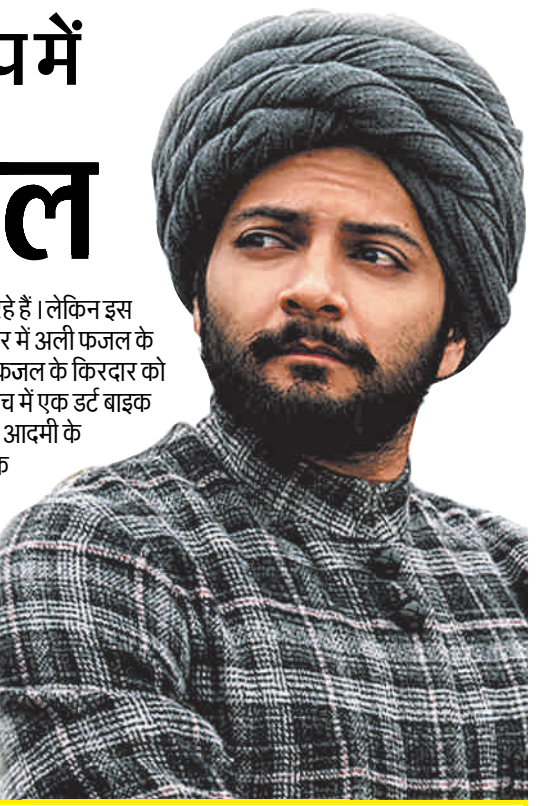 में
हे हैं । लेकिन इस
र में अली फजल के
फजल के किरदार को
च में एक डर्ट बाइक
आदमी के